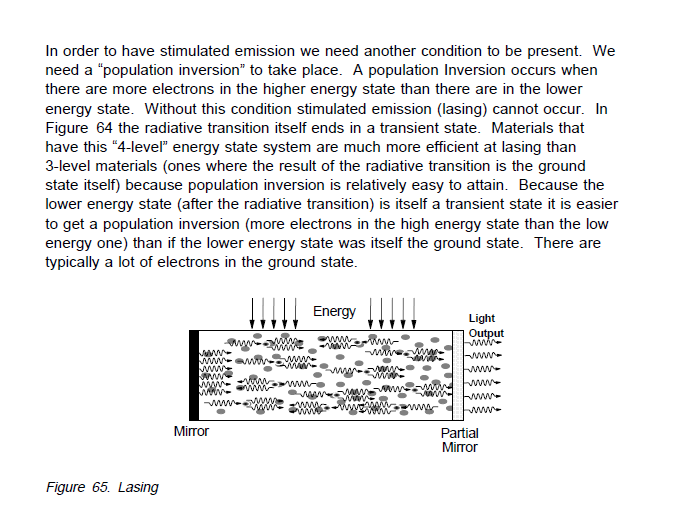 In order to have stimulated emission we need another condition to be present. We
need a “population inversion” to take place. A population Inversion occurs when
there are more electrons in the higher energy state than there are in the lower
energy state. Without this condition stimulated emission (lasing) cannot occur. In
Figure 64 the radiative transition itself ends in a transient state. Materials that
have this “4-level” energy state system are much more efficient at lasing than
3-level materials (ones where the result of the radiative transition is the ground
state itself) because population inversion is relatively easy to attain. Because the
lower energy state (after the radiative transition) is itself a transient state it is easier
to get a population inversion (more electrons in the high energy state than the low
energy one) than if the lower energy state was itself the ground state. There are
typically a lot of electrons in the ground state.
Energy
Light
Output
Mirror
Partial
Mirror
Figure 65. Lasing